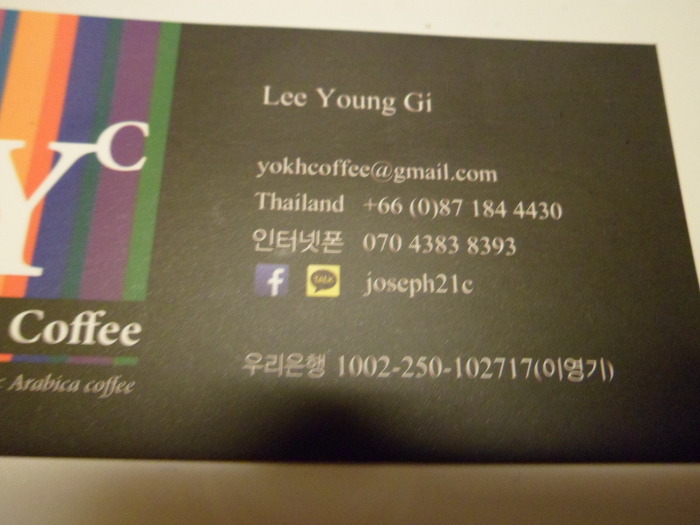 Lee Young Gi
yokhcoffee@gmail.com
Thailand +66 (0)87 184 4430
인터넷폰 070 4383 8393
f TALK joseph21c
우리은행 1002-250-102717(이영기)
Y C
Coffee
Arabica coffee